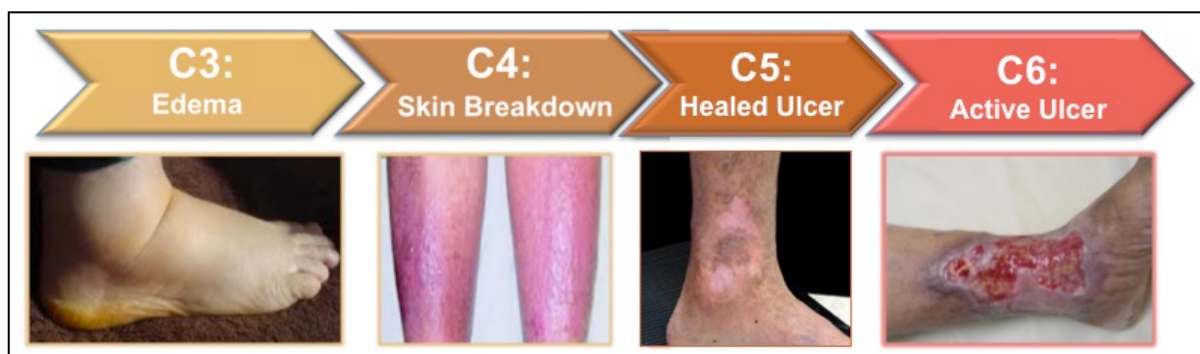 C3:
Edema
C4:
Skin Breakdown
C5:
Healed Ulcer
C6:
Active Ulcer